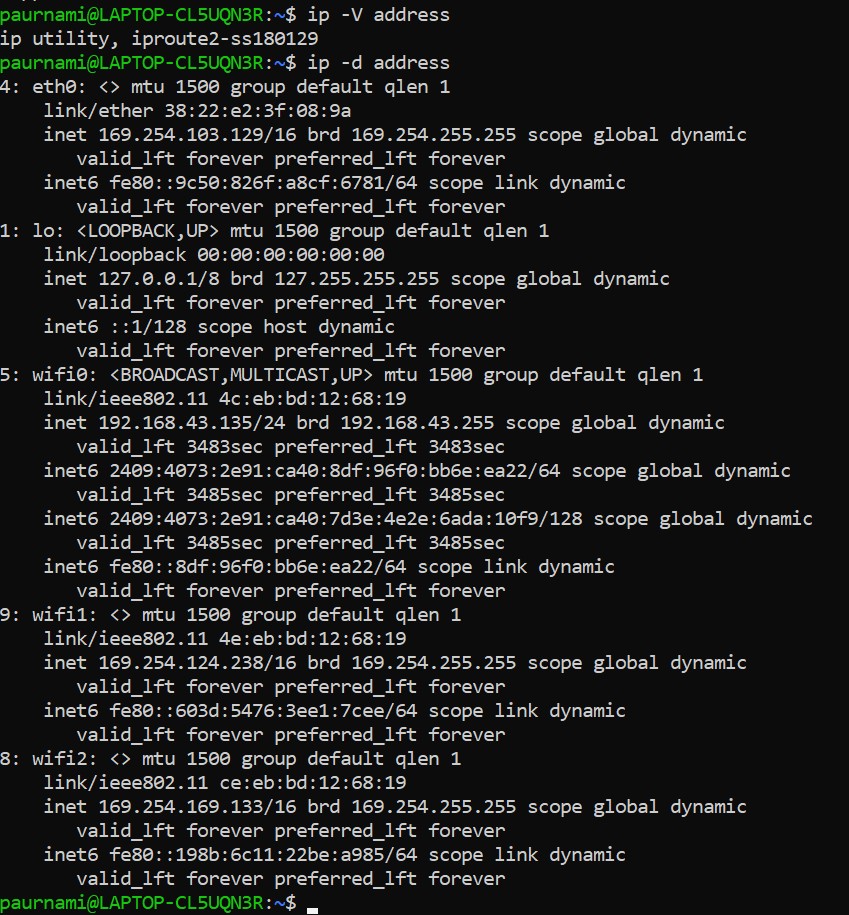 paurnami@LAPTOP-CL5UQN3R:~$ ip -V address
ip utility, iproute2-ss180129
paurnami@LAPTOP-CL5UQN3R:~$ ip -d address
4: eth0: <> mtu 1500 group default qlen 1
    link/ether 38:22:e2:3f:08:9a
    inet 169.254.103.129/16 brd 169.254.255.255 scope global dynamic
       valid_lft forever preferred_lft forever
    inet6 fe80::9c50:826f:a8cf:6781/64 scope link dynamic
       valid_lft forever preferred_lft forever
1: lo: <LOOPBACK,UP> mtu 1500 group default qlen 1
    link/loopback 00:00:00:00:00:00
    inet 127.0.0.1/8 brd 127.255.255.255 scope global dynamic
       valid_lft forever preferred_lft forever
    inet6 ::1/128 scope host dynamic
       valid_lft forever preferred_lft forever
5: wifi0: <BROADCAST,MULTICAST,UP> mtu 1500 group default qlen 1
    link/ieee802.11 4c:eb:bd:12:68:19
    inet 192.168.43.135/24 brd 192.168.43.255 scope global dynamic
       valid_lft 3483sec preferred_lft 3483sec
    inet6 2409:4073:2e91:ca40:8df:96f0:bb6e:ea22/64 scope global dynamic
       valid_lft 3485sec preferred_lft 3485sec
    inet6 2409:4073:2e91:ca40:7d3e:4e2e:6ada:10f9/128 scope global dynamic
       valid_lft 3485sec preferred_lft 3485sec
    inet6 fe80::8df:96f0:bb6e:ea22/64 scope link dynamic
       valid_lft forever preferred_lft forever
9: wifi1: <> mtu 1500 group default qlen 1
    link/ieee802.11 4e:eb:bd:12:68:19
    inet 169.254.124.238/16 brd 169.254.255.255 scope global dynamic
       valid_lft forever preferred_lft forever
    inet6 fe80::603d:5476:3ee1:7cee/64 scope link dynamic
       valid_lft forever preferred_lft forever
8: wifi2: <> mtu 1500 group default qlen 1
    link/ieee802.11 ce:eb:bd:12:68:19
    inet 169.254.169.133/16 brd 169.254.255.255 scope global dynamic
       valid_lft forever preferred_lft forever
    inet6 fe80::198b:6c11:22be:a985/64 scope link dynamic
       valid_lft forever preferred_lft forever
paurnami@LAPTOP-CL5UQN3R:~$